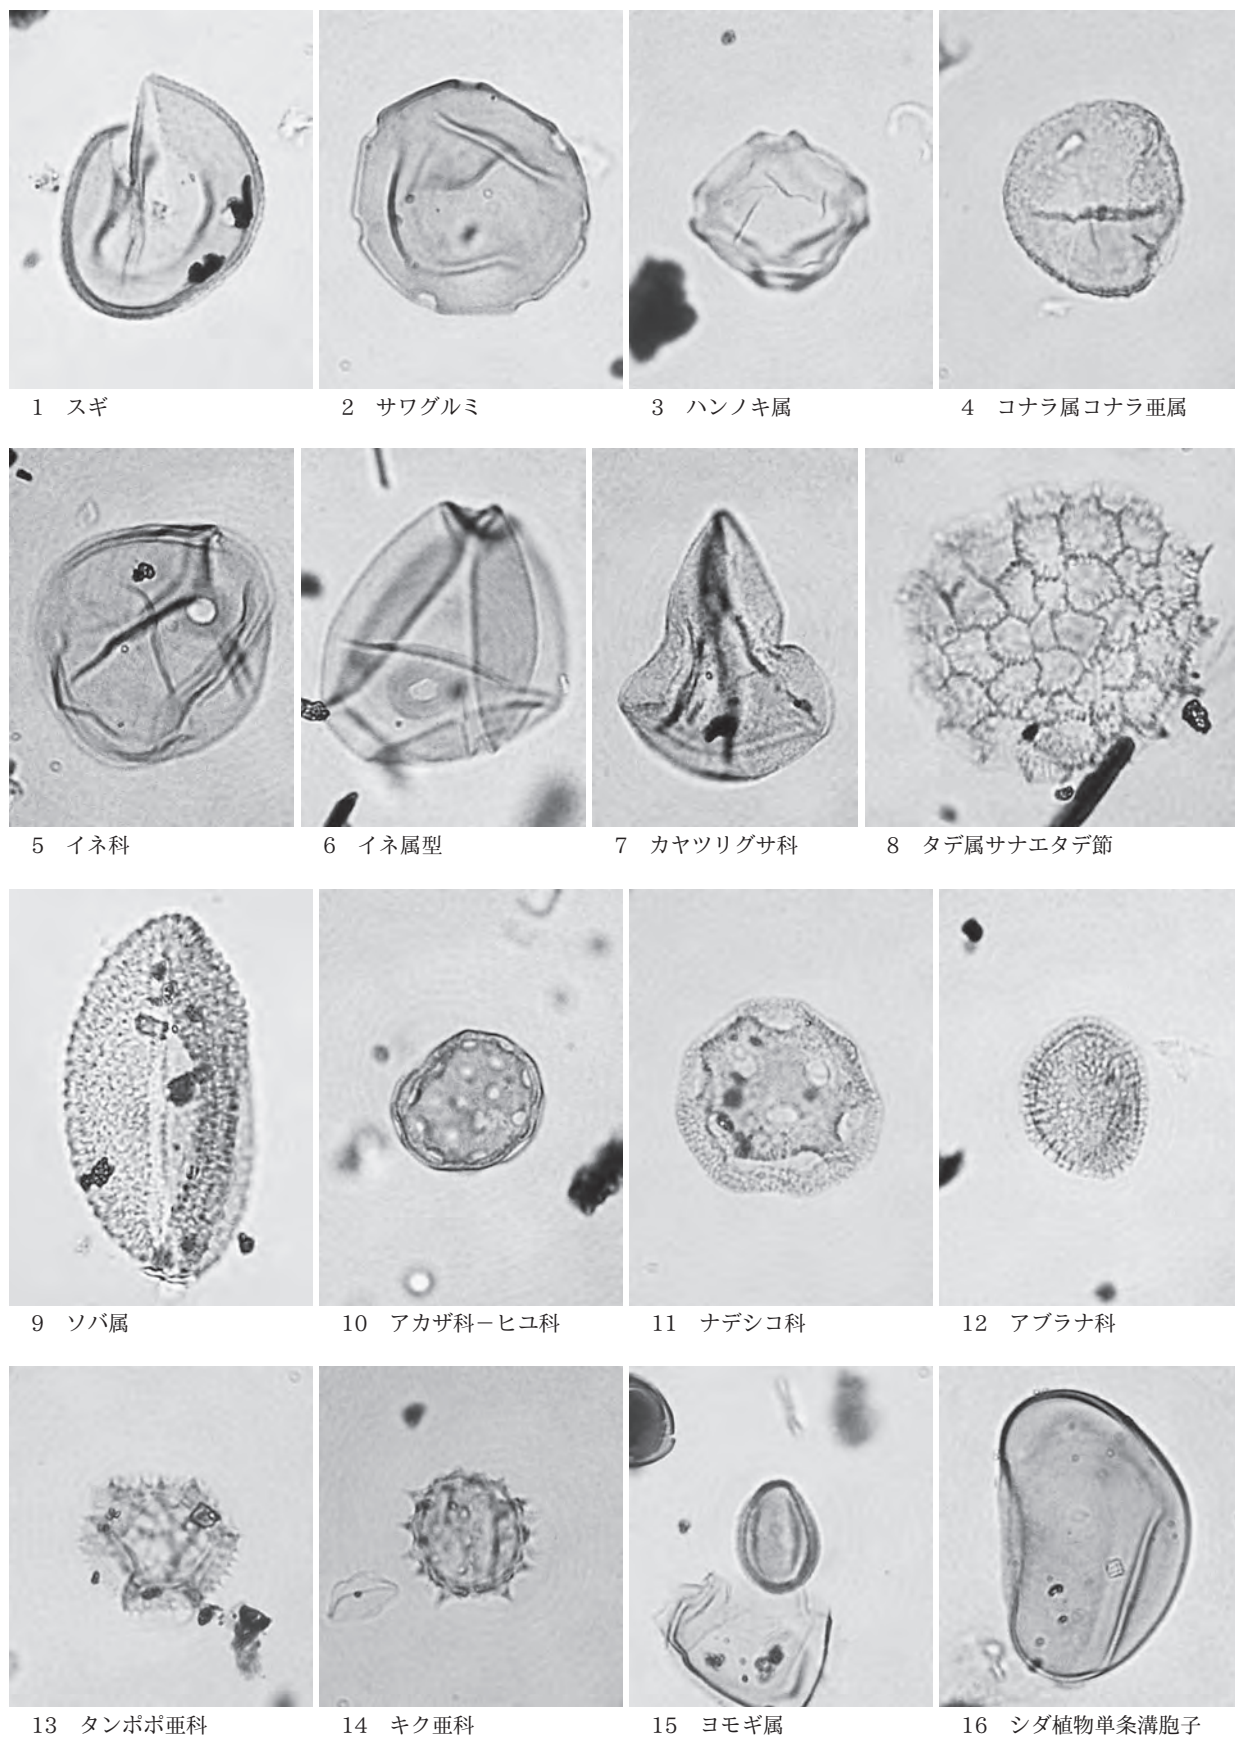 1　スギ
2　サワグルミ
3　ハンノキ属
4　コナラ属コナラ亜属
5　イネ科
6　イネ属型
7　カヤツリグサ科
8　タデ属サナエタデ節
9　ソバ属
10　アカザ科－ヒユ科
11　ナデシコ科
12　アブラナ科
13　タンポポ亜科
14　キク亜科
15　ヨモギ属
16　シダ植物単条溝胞子